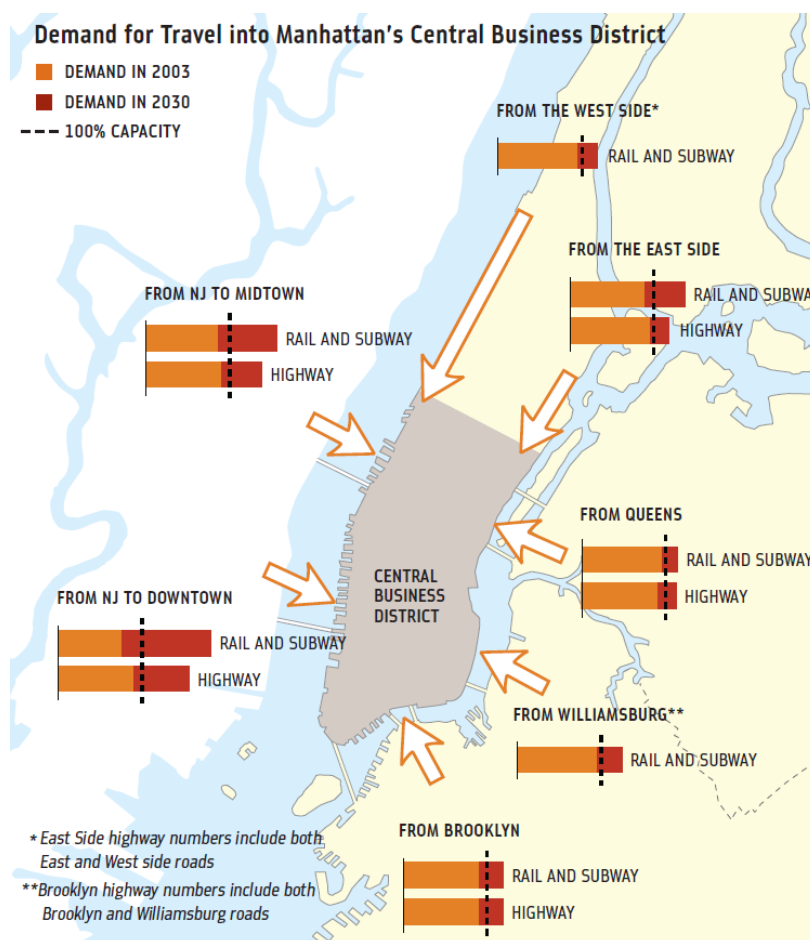 Demand for Travel into Manhattan's Central Business District
DEMAND IN 2003
DEMAND IN 2030
100% CAPACITY
FROM THE WEST SIDE*
RAIL AND SUBWAY
FROM THE EAST SIDE
RAIL AND SUBWA
HIGHWAY
FROM NJ TO MIDTOWN
RAIL AND SUBWAY
HIGHWAY
FROM QUEENS
RAIL AND SUBWAY
HIGHWAY
CENTRAL
BUSINESS
DISTRICT
FROM NJ TO DOWNTOWN
RAIL AND SUBWAY
HIGHWAY
FROM WILLIAMSBURG**
RAIL AND SUBWAY
FROM BROOKLYN
RAIL AND SUBWAY
HIGHWAY
* East Side highway numbers include both
East and West side roads
**Brooklyn highway numbers include both
Brooklyn and Williamsburg roads